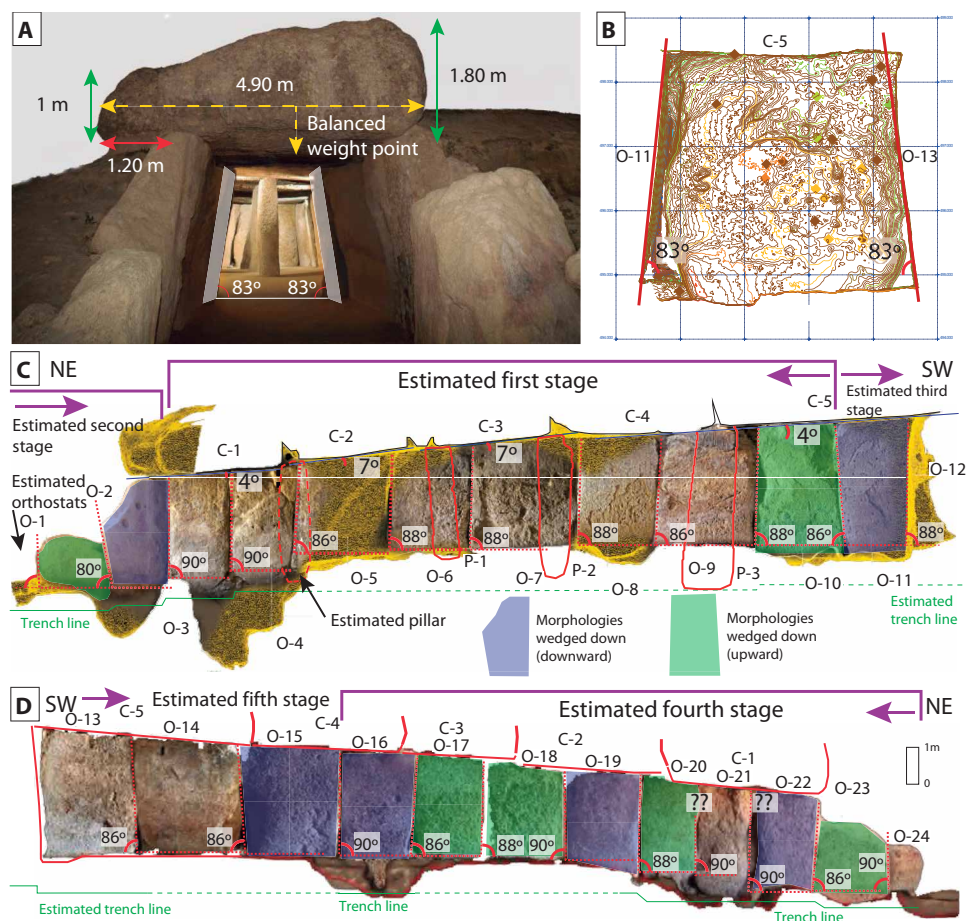 A
1 m
4.90 m
1.80 m
1.20 m
Balanced
weight point
83º
83º
B
C-5
O-11
O-13
83º
83º
C
NE
SW
Estimated first stage
Estimated second
stage
Estimated third
stage
Estimated
orthostats
O-1
O-2
C-1
C-2
C-3
C-4
C-5
4º
7º
7º
4º
O-12
80º
90º
90º
86º
88º
88º
88º
86º
88º
86º
88º
O-3
O-4
O-5
O-6
P-1
O-7
P-2
O-8
O-9
P-3
O-10
O-11
Trench line
Estimated pillar
Morphologies
wedged down
(downward)
Morphologies
wedged down
(upward)
Estimated
trench line
D
SW
Estimated fifth stage
Estimated fourth stage
NE
O-13
C-5
O-14
O-15
C-4
O-16
C-3
O-17
O-18
C-2
O-19
O-20
C-1
O-21
O-22
O-23
O-24
1m
0
??
??
86º
86º
90º
86º
88º
90º
88º
90º
90º
86º
90º
Estimated trench line
Trench line
Trench line